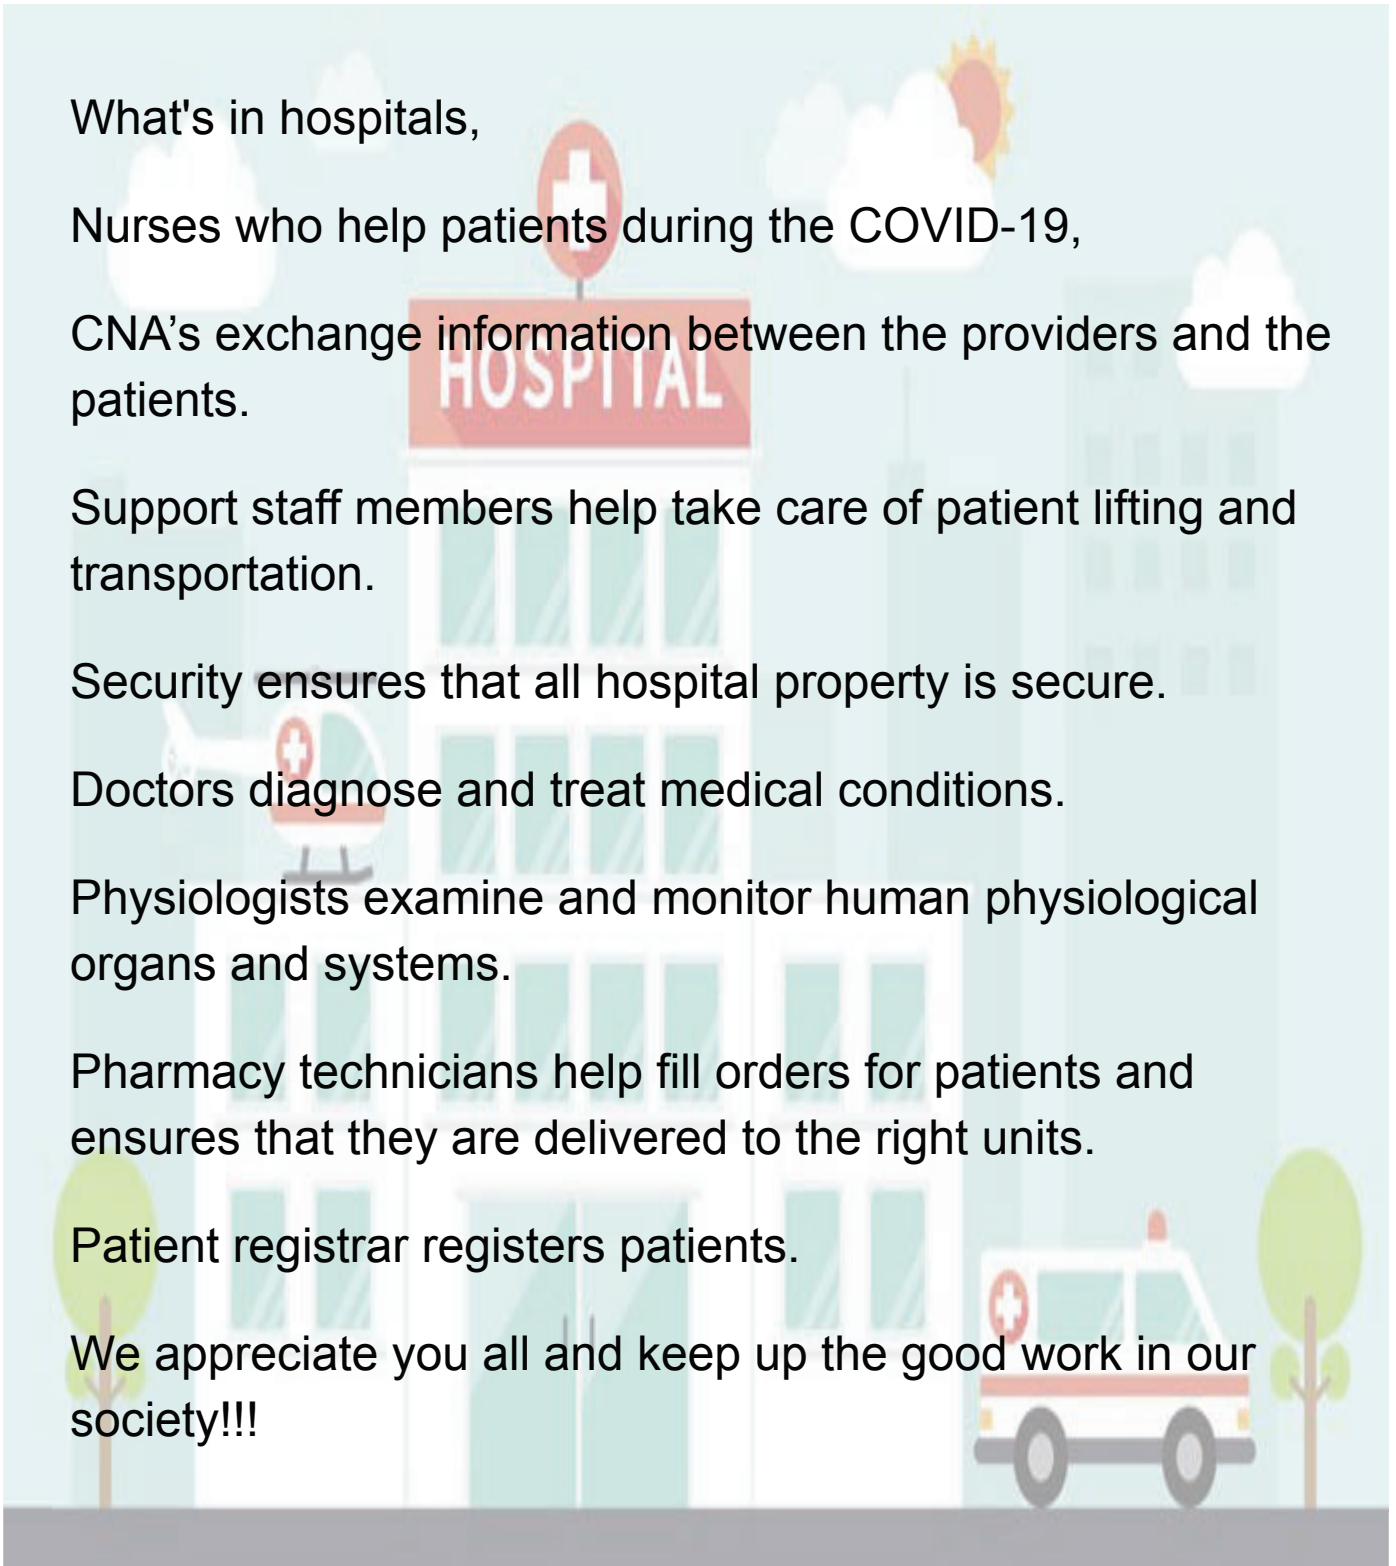 What's in hospitals,
Nurses who help patients during the COVID-19,
HOSPITAL
CNA’s exchange information between the providers and the
patients.
Support staff members help take care of patient lifting and
transportation.
Security ensures that all hospital property is secure.
Doctors diagnose and treat medical conditions.
Physiologists examine and monitor human physiological
organs and systems.
Pharmacy technicians help fill orders for patients and
ensures that they are delivered to the right units.
Patient registrar registers patients.
We appreciate you all and keep up the good work in our
society!!!